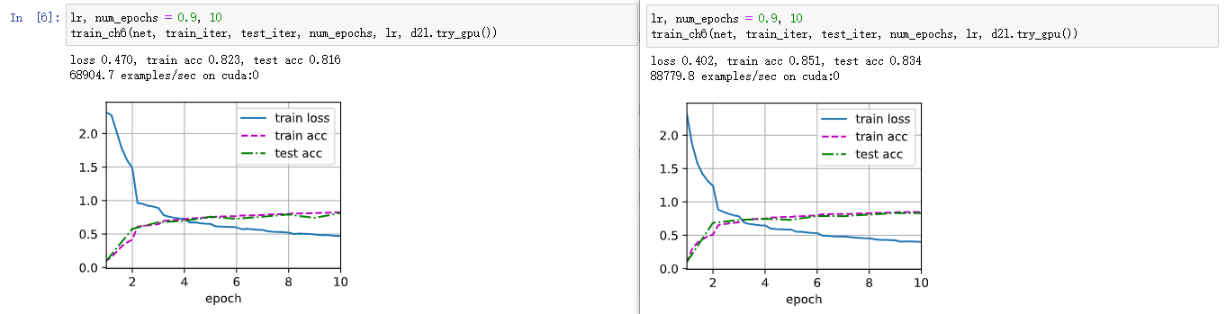 In [6]:
lr, num_epochs = 0.9, 10
train_ch6(net, train_iter, test_iter, num_epochs, lr, d2l.try_gpu())
loss 0.470, train acc 0.823, test acc 0.816
68904.7 examples/sec on cuda:0
train loss
train acc
test acc
2.0
1.5
1.0
0.5
0.0
2 4 6 8 10
epoch
lr, num_epochs = 0.9, 10
train_ch6(net, train_iter, test_iter, num_epochs, lr, d2l.try_gpu())
loss 0.402, train acc 0.851, test acc 0.834
88779.8 examples/sec on cuda:0
train loss
train acc
test acc
2.0
1.5
1.0
0.5
0.0
2 4 6 8 10
epoch